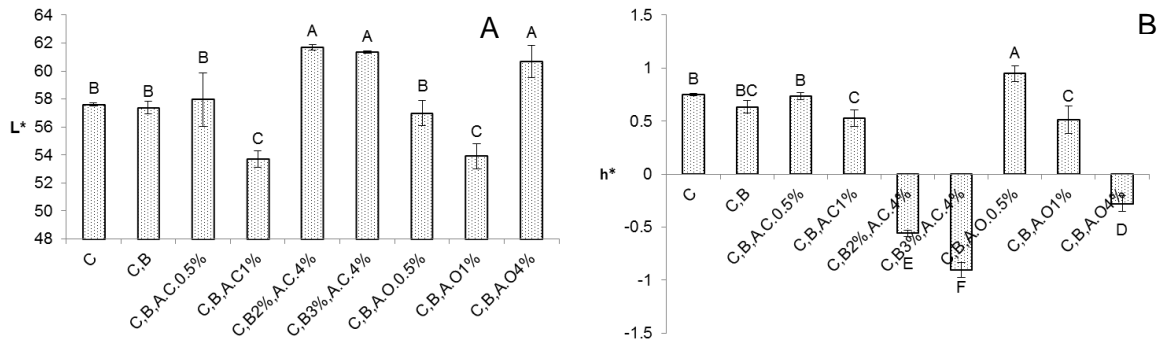 A
64
62
60
58
56
54
52
50
48
L*
B
B
B
C
A
A
B
C
A
C
C,B
C,B,A.C.0.5%
C,B,A.C1%
C,B2%,A.C.4%
C,B3%,A.C.4%
C,B,A.O.0.5%
C,B,A.O1%
C,B,A.O4%
B
1.5
1
0.5
0
-0.5
-1
-1.5
h*
B
BC
B
C
E
F
A
C
D
C
C,B
C,B,A.C.0.5%
C,B,A.C1%
C,B2%,A.C.4%
C,B3%,A.C.4%
C,B,A.O.0.5%
C,B,A.O1%
C,B,A.O4%